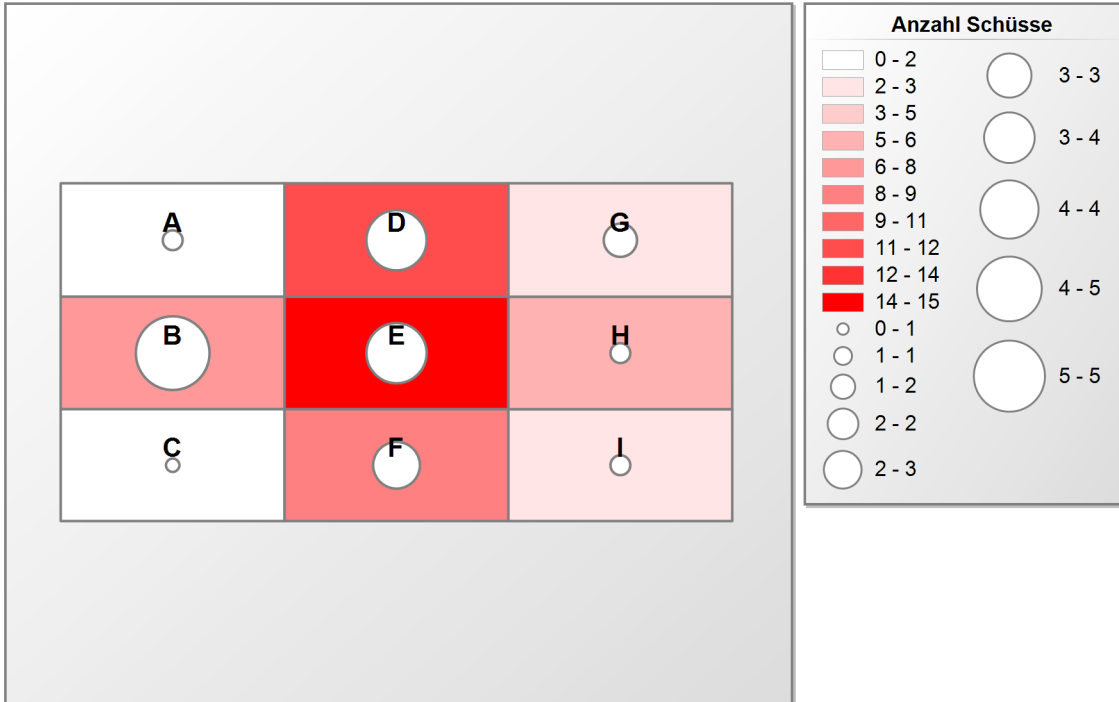 A
D
G
B
E
H
C
F
I
Anzahl Schüsse
0 - 2
2 - 3
3 - 5
5 - 6
6 - 8
8 - 9
9 - 11
11 - 12
12 - 14
14 - 15
0 - 1
1 - 1
1 - 2
2 - 2
2 - 3
3 - 3
3 - 4
4 - 4
4 - 5
5 - 5